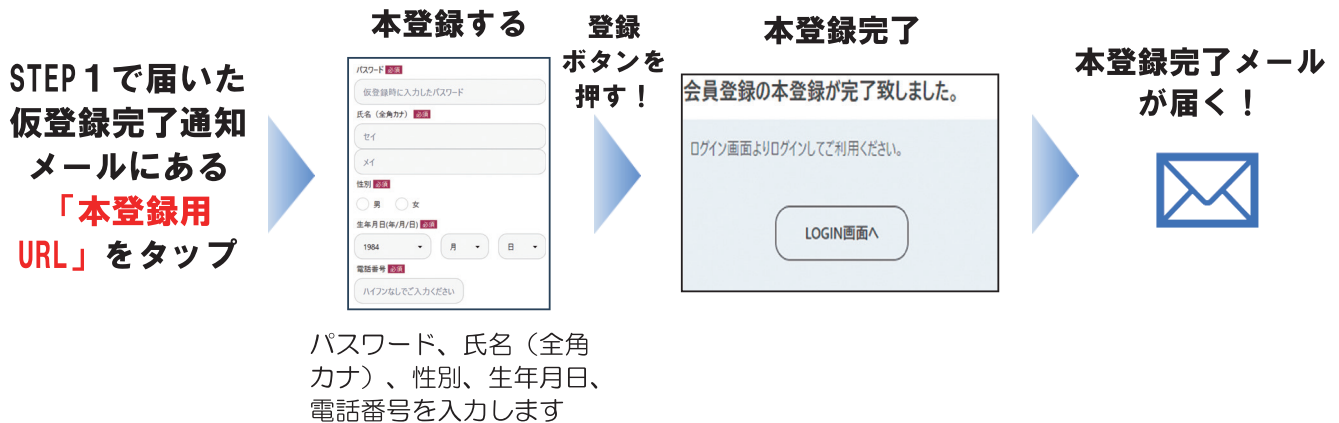 STEP１で届いた
仮登録完了通知
メールにある
「本登録用
URL」をタップ
本登録する
パスワード 必須
仮登録時に入力したパスワード
氏名（全角カナ） 必須
セイ
メイ
性別 必須
男 女
生年月日(年/月/日) 必須
1984 月 日
電話番号 必須
ハイフンなしでご入力ください
パスワード、氏名（全角
カナ）、性別、生年月日、
電話番号を入力します
登録
ボタンを
押す！
本登録完了
会員登録の本登録が完了致しました。
ログイン画面よりログインしてご利用ください。
LOGIN画面へ
本登録完了メール
が届く！